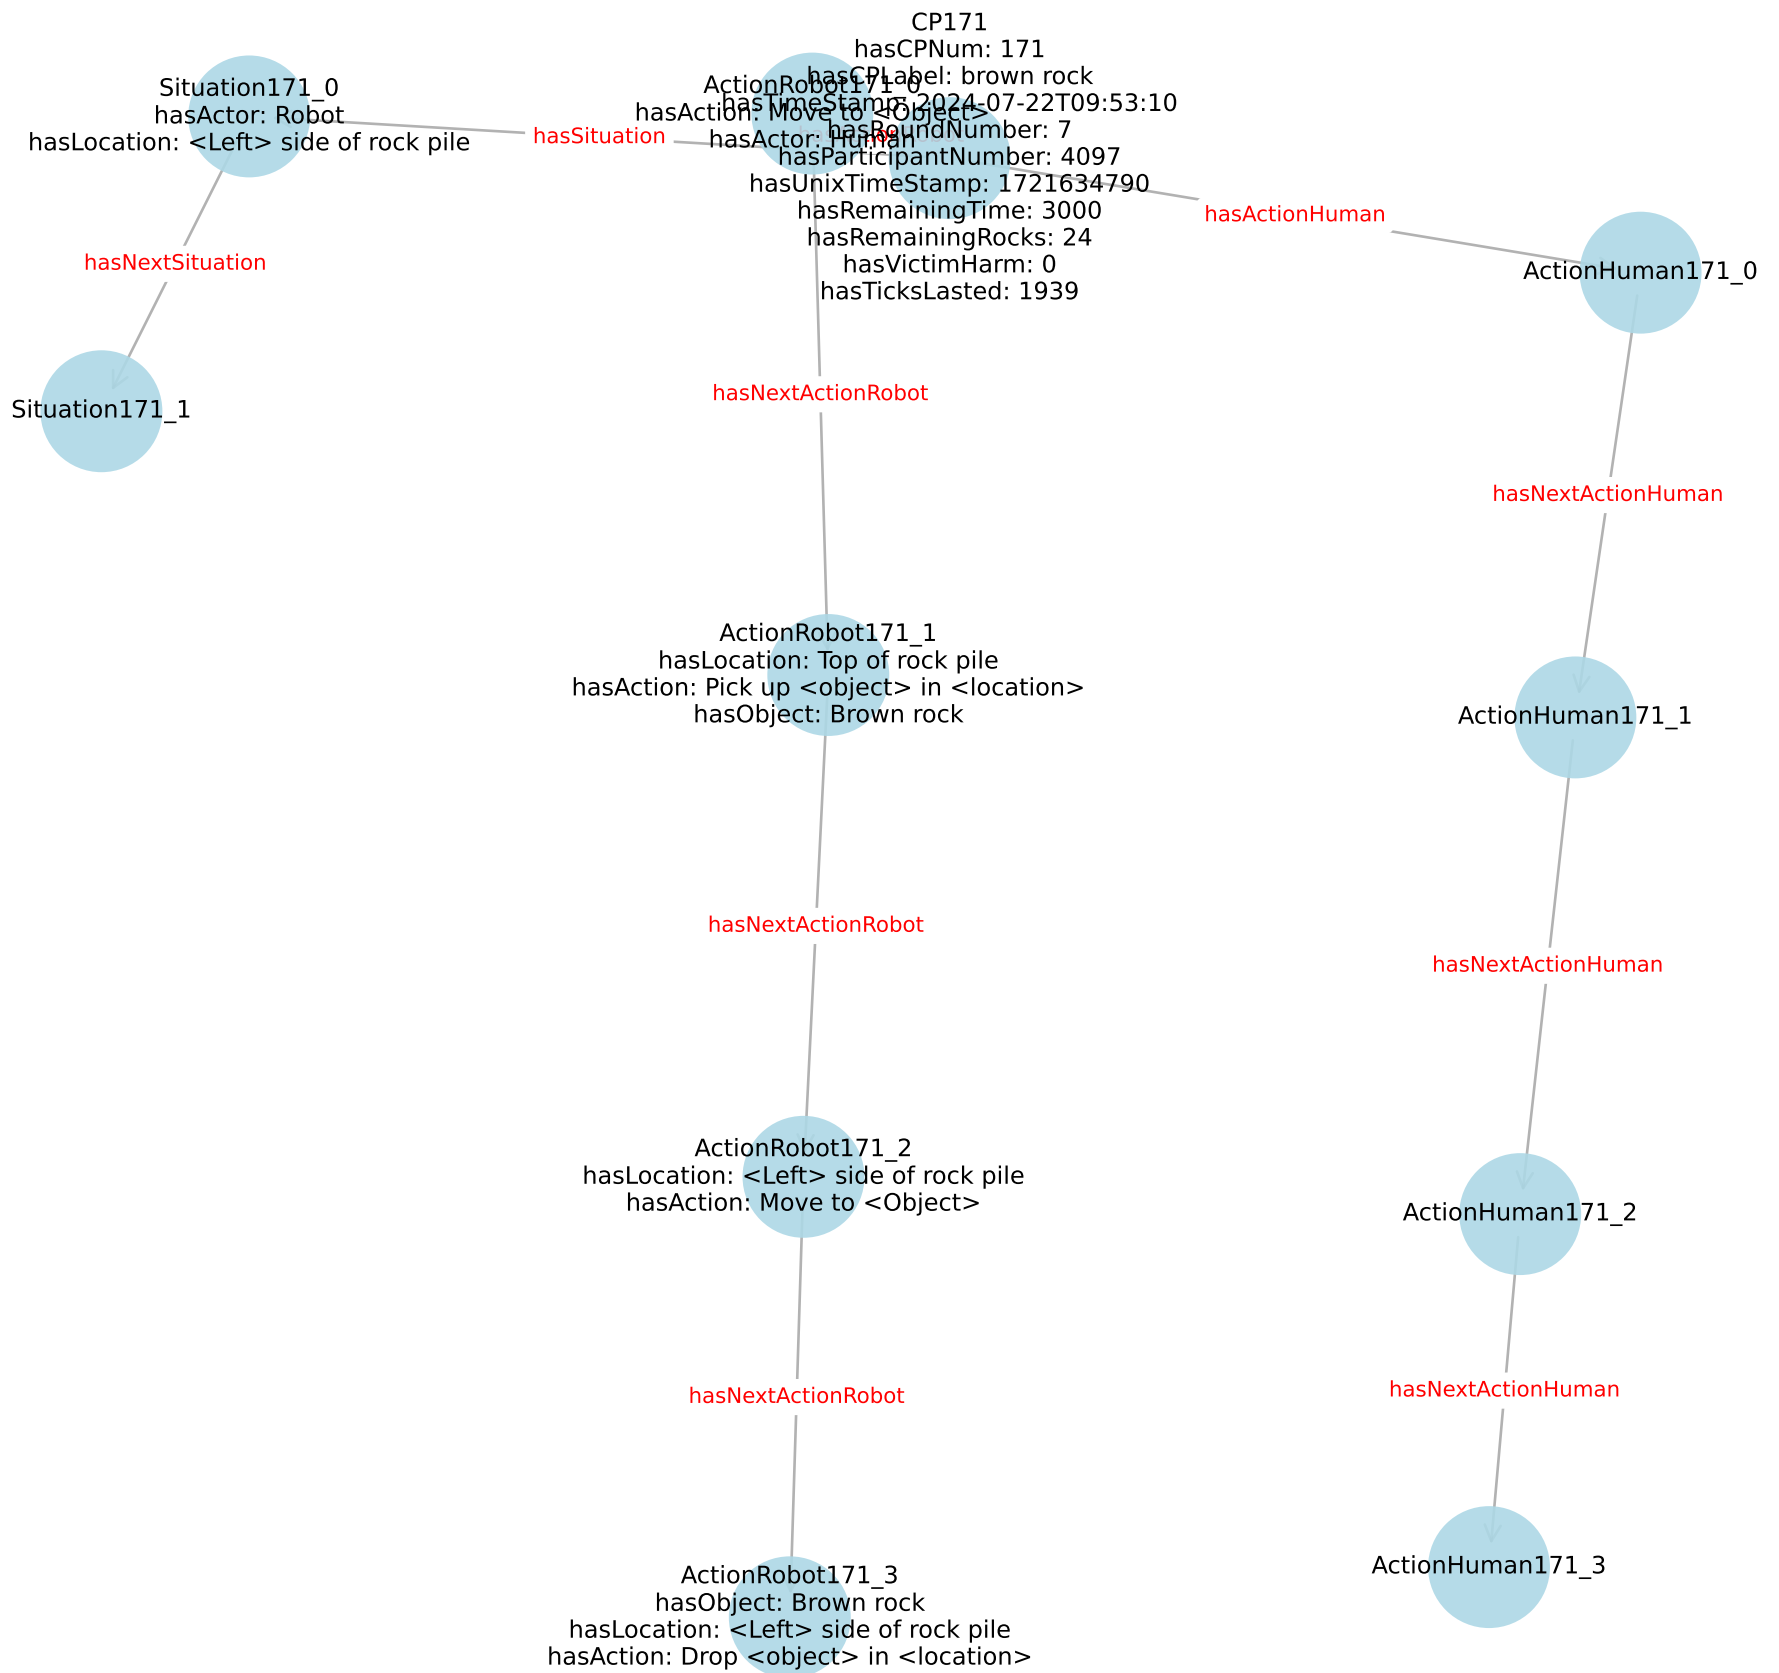 CP171
hasCPNum: 171
hasCPLabel: brown rock
hasTimeStamp: 2024-07-22T09:53:10
hasRoundNumber: 7
hasParticipantNumber: 4097
hasUnixTimeStamp: 1721634790
hasRemainingTime: 3000
hasRemainingRocks: 24
hasVictimHarm: 0
hasTicksLasted: 1939
Situation171_0
hasActor: Robot
hasLocation: <Left> side of rock pile
hasSituation
ActionRobot171_0
hasAction: Move to <Object>
hasActor: Human
hasActionHuman
ActionHuman171_0
hasNextSituation
Situation171_1
hasNextActionRobot
hasNextActionHuman
ActionRobot171_1
hasLocation: Top of rock pile
hasAction: Pick up <object> in <location>
hasObject: Brown rock
ActionHuman171_1
hasNextActionRobot
hasNextActionHuman
ActionRobot171_2
hasLocation: <Left> side of rock pile
hasAction: Move to <Object>
ActionHuman171_2
hasNextActionRobot
hasNextActionHuman
ActionRobot171_3
hasObject: Brown rock
hasLocation: <Left> side of rock pile
hasAction: Drop <object> in <location>
ActionHuman171_3